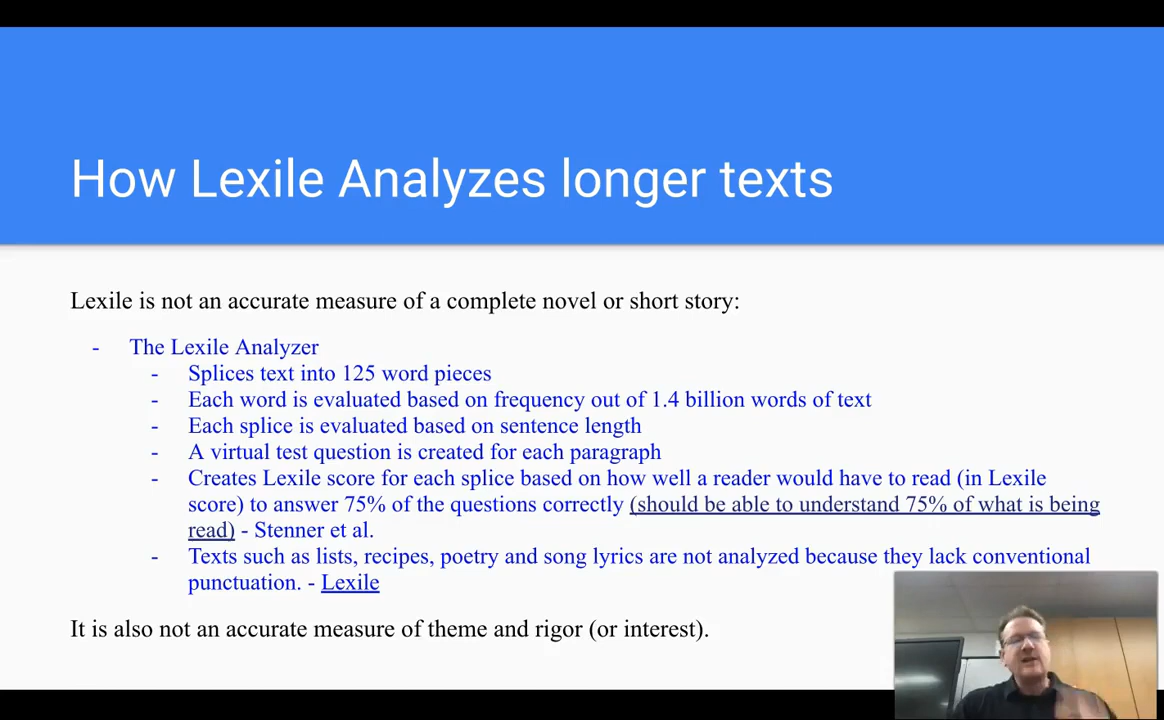 How Lexile Analyzes longer texts
Lexile is not an accurate measure of a complete novel or short story:
- The Lexile Analyzer
- Splices text into 125 word pieces
- Each word is evaluated based on frequency out of 1.4 billion words of text
- Each splice is evaluated based on sentence length
- A virtual test question is created for each paragraph
- Creates Lexile score for each splice based on how well a reader would have to read (in Lexile
score) to answer 75% of the questions correctly (should be able to understand 75% of what is being
read) - Stenner et al.
- Texts such as lists, recipes, poetry and song lyrics are not analyzed because they lack conventional
punctuation. - Lexile
It is also not an accurate measure of theme and rigor (or interest).